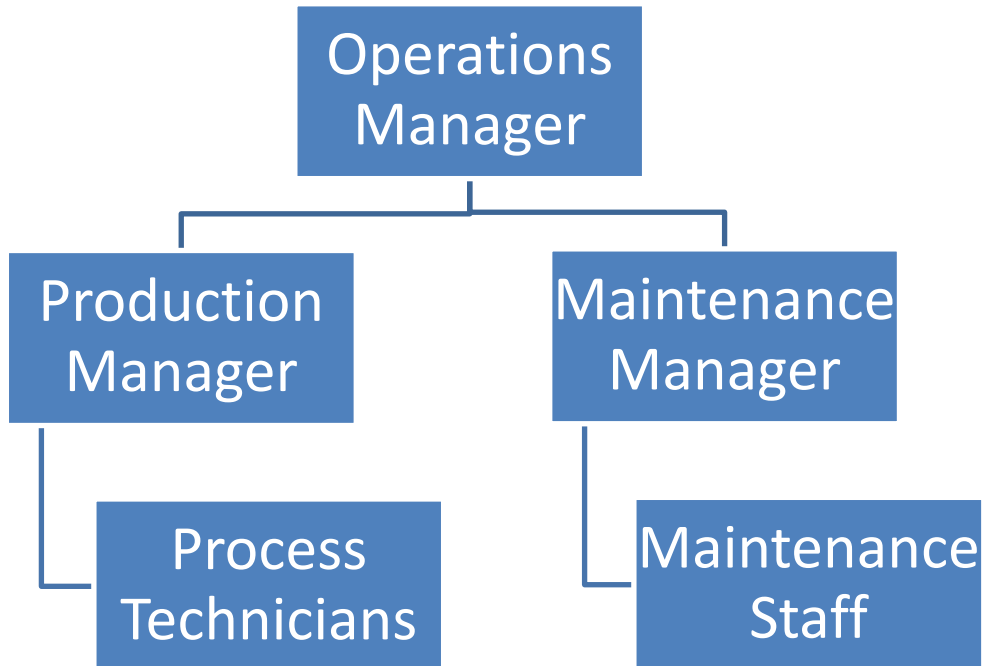 Operations
Manager
Production
Manager
Maintenance
Manager
Process
Technicians
Maintenance
Staff